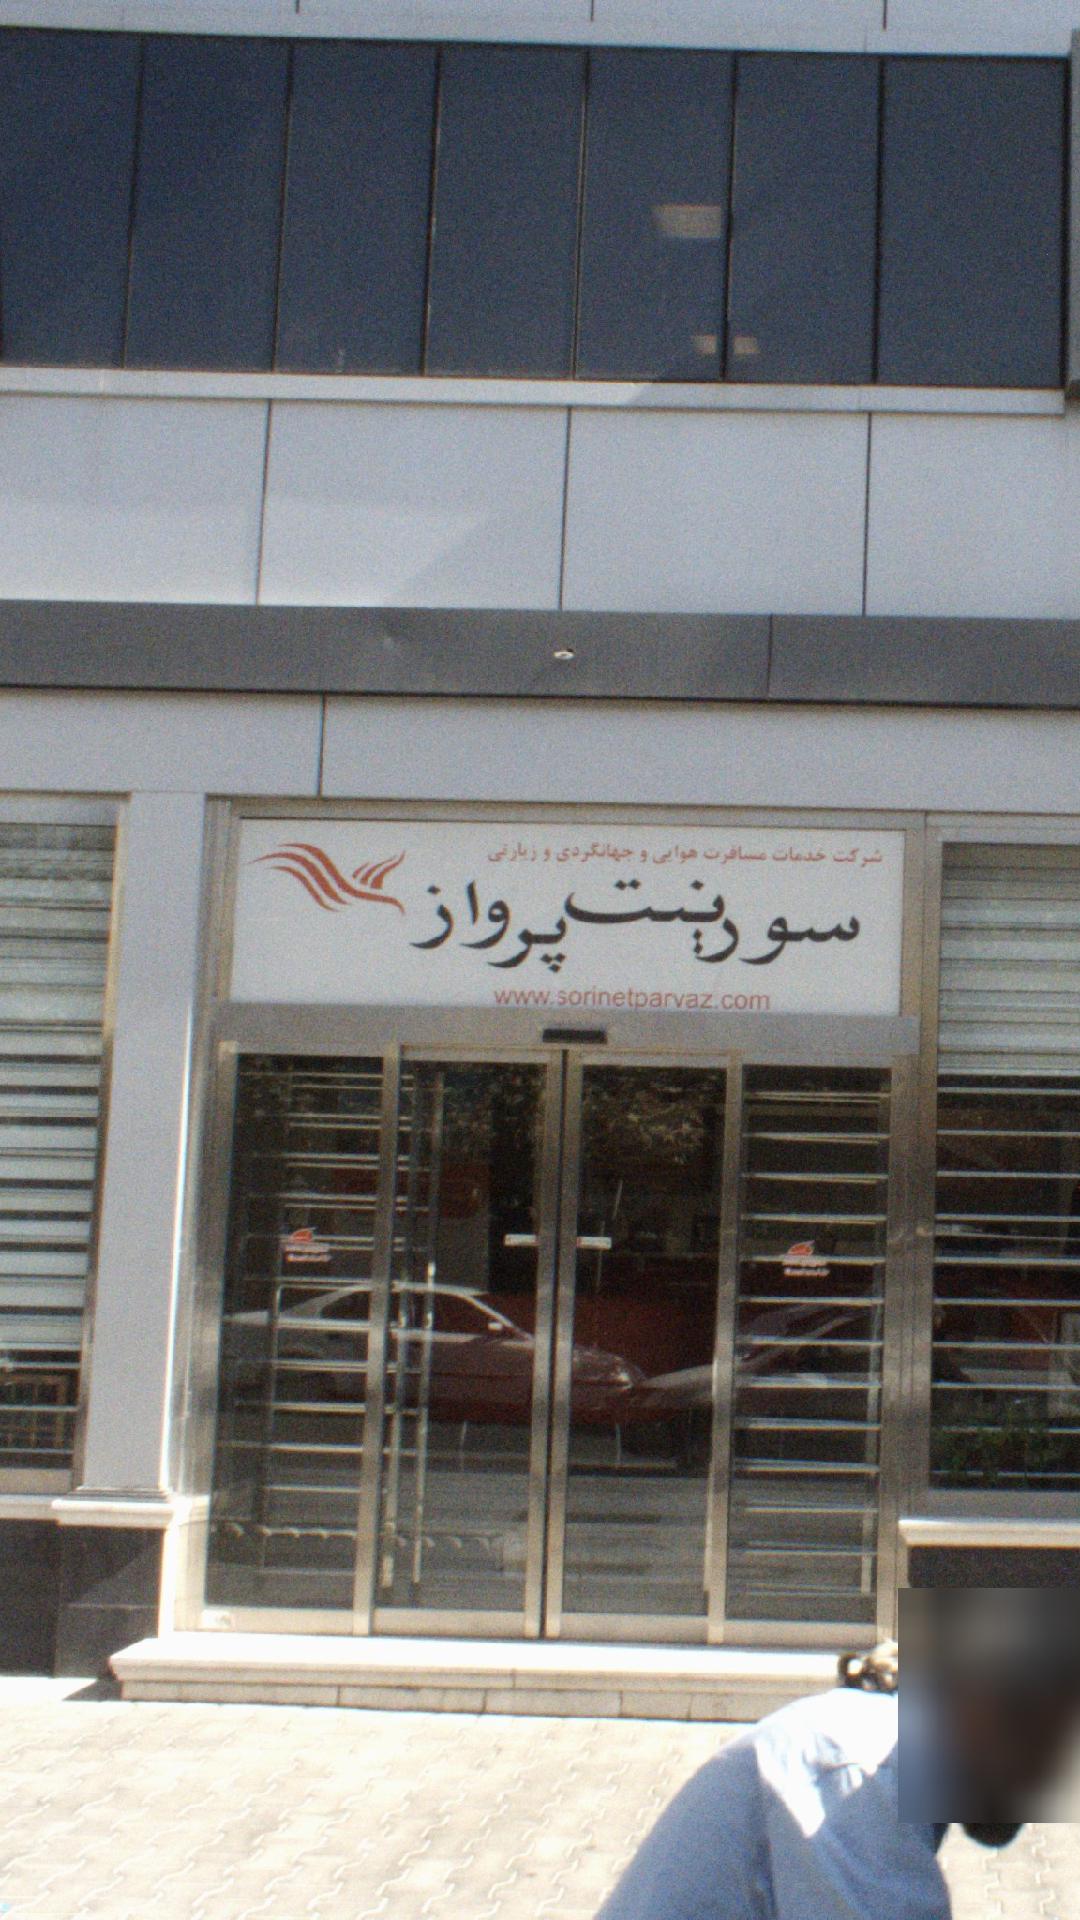 شرکت خدمات مسافرت هوایی و جهانگردی و زیارتی
سورینت پرواز
www.sorinetparvaz.com